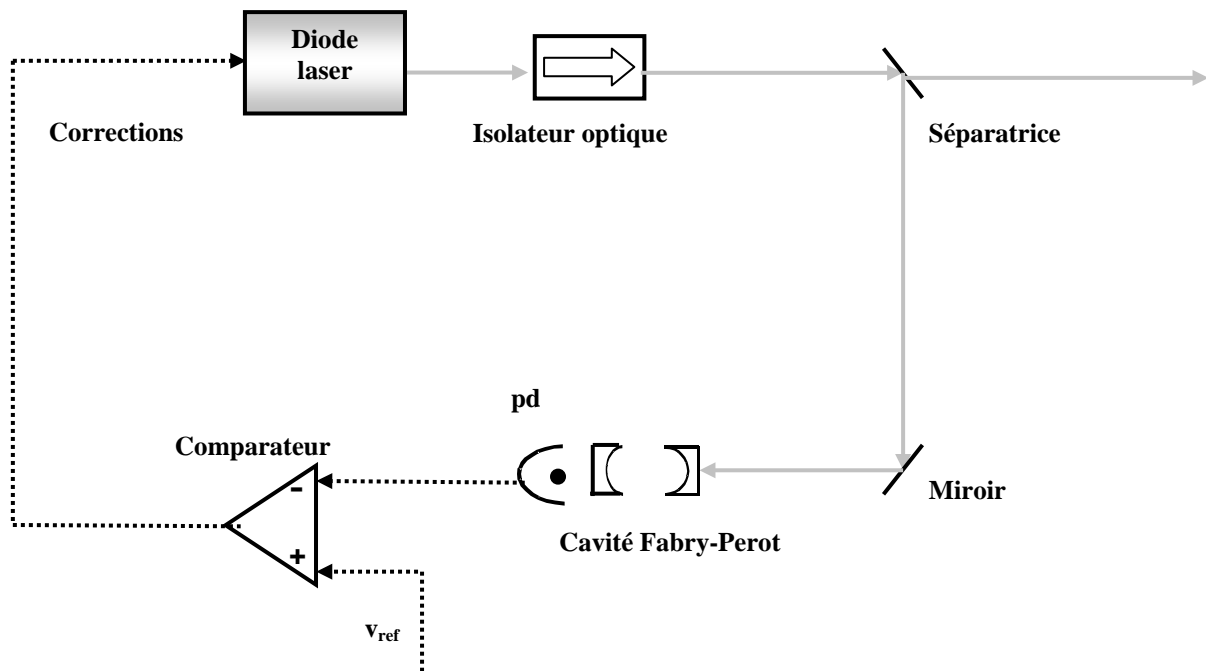 Diode
laser
Corrections
Isolateur optique
Séparatrice
pd
Comparateur
-
+
Miroir
Cavité Fabry-Perot
vref